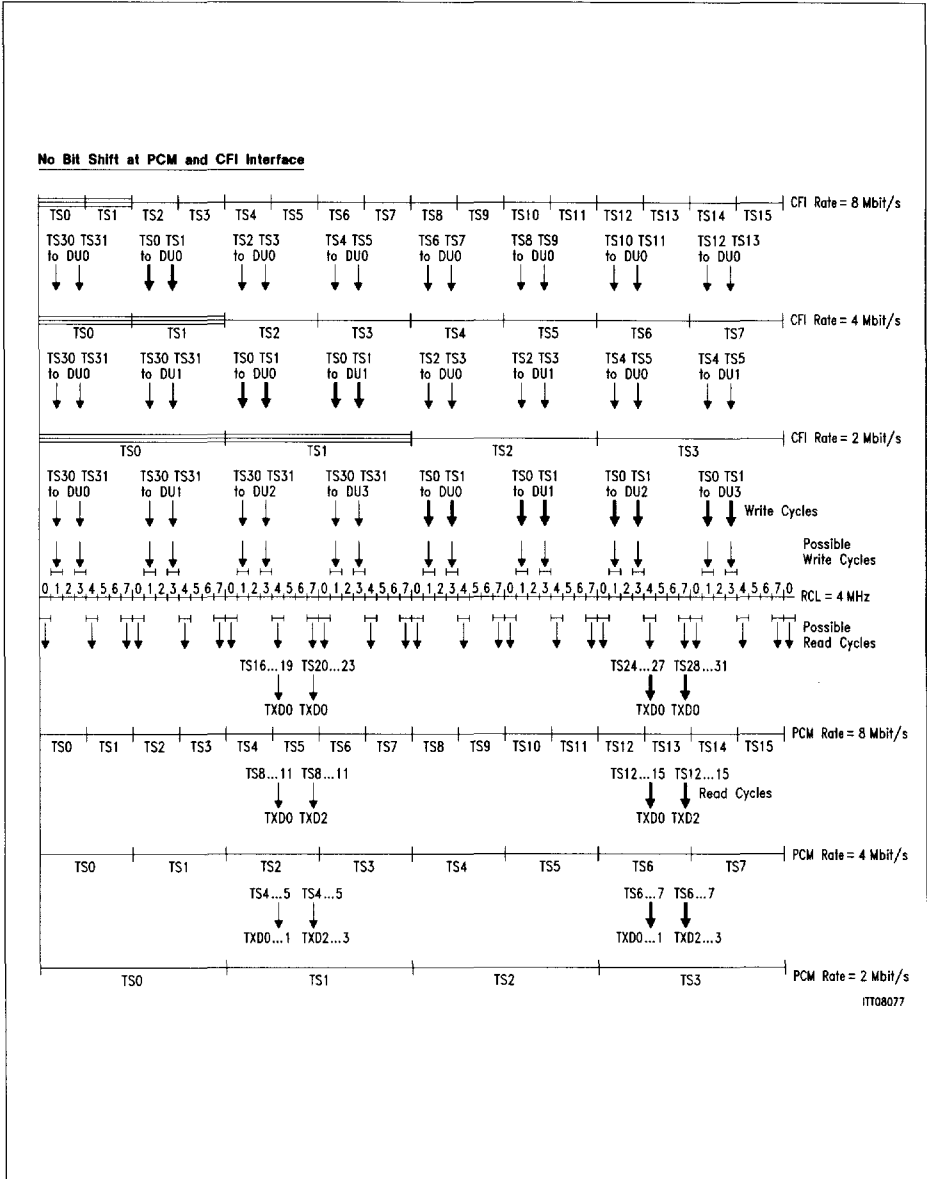 No Bit Shift at PCM and CFI Interface
TS0 TS1 TS2 TS3 TS4 TS5 TS6 TS7 TS8 TS9 TS10 TS11 TS12 TS13 TS14 TS15 CFI Rate = 8 Mbit/s
TS30 TS31 TS0 TS1 TS2 TS3 TS4 TS5 TS6 TS7 TS8 TS9 TS10 TS11 TS12 TS13
to DU0 to DU0 to DU0 to DU0 to DU0 to DU0 to DU0 to DU0
TS0 TS1 TS2 TS3 TS4 TS5 TS6 TS7 CFI Rate = 4 Mbit/s
TS30 TS31 TS30 TS31 TS0 TS1 TS0 TS1 TS2 TS3 TS2 TS3 TS4 TS5 TS4 TS5
to DU0 to DU1 to DU0 to DU1 to DU0 to DU1 to DU0 to DU1
TS0 TS1 TS2 TS3 CFI Rate = 2 Mbit/s
TS30 TS31 TS30 TS31 TS30 TS31 TS30 TS31 TS0 TS1 TS0 TS1 TS0 TS1 TS0 TS1
to DU0 to DU1 to DU2 to DU3 to DU0 to DU1 to DU2 to DU3
Write Cycles
Possible
Write Cycles
0 1 2 3 4 5 6 7 0 1 2 3 4 5 6 7 0 1 2 3 4 5 6 7 0 1 2 3 4 5 6 7 0 1 2 3 4 5 6 7 0 1 2 3 4 5 6 7 0 1 2 3 4 5 6 7 0 1 2 3 4 5 6 7 0 RCL = 4 MHz
Possible
Read Cycles
TS16...19 TS20...23 TS24...27 TS28...31
TXD0 TXD0 TXD0 TXD0
TS0 TS1 TS2 TS3 TS4 TS5 TS6 TS7 TS8 TS9 TS10 TS11 TS12 TS13 TS14 TS15 PCM Rate = 8 Mbit/s
TS8...11 TS8...11 TS12...15 TS12...15
Read Cycles
TXD0 TXD2 TXD0 TXD2
TS0 TS1 TS2 TS3 TS4 TS5 TS6 TS7 PCM Rate = 4 Mbit/s
TS4...5 TS4...5 TS6...7 TS6...7
TXD0...1 TXD2...3 TXD0...1 TXD2...3
TS0 TS1 TS2 TS3 PCM Rate = 2 Mbit/s
ITT08077